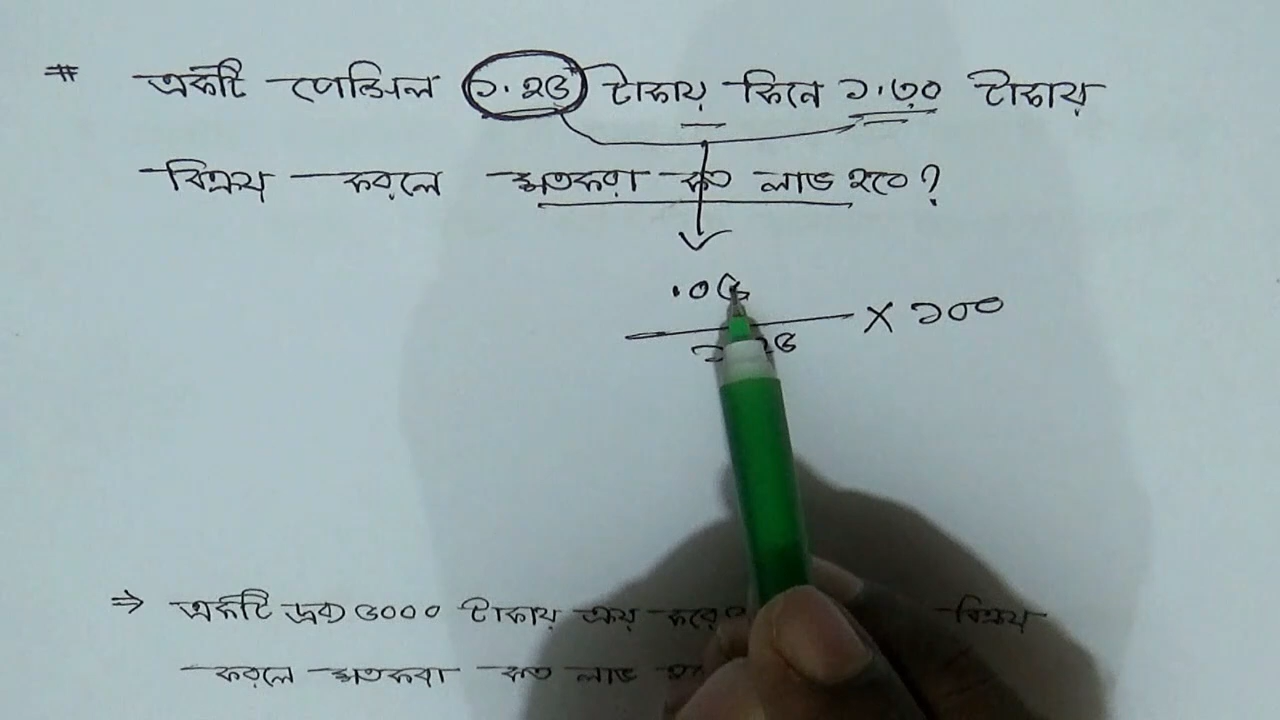 # একটি পেন্সিল ১.২৫ টাকায় কিনে ১.৩০ টাকায়
বিক্রয় করলে শতকরা কত লাভ হবে?
.০৫
× ১০০
⇒ একটি দ্রব্য ৫০০০ টাকায় ক্রয় করে বিক্রয়
করলে শতকরা কত লাভ